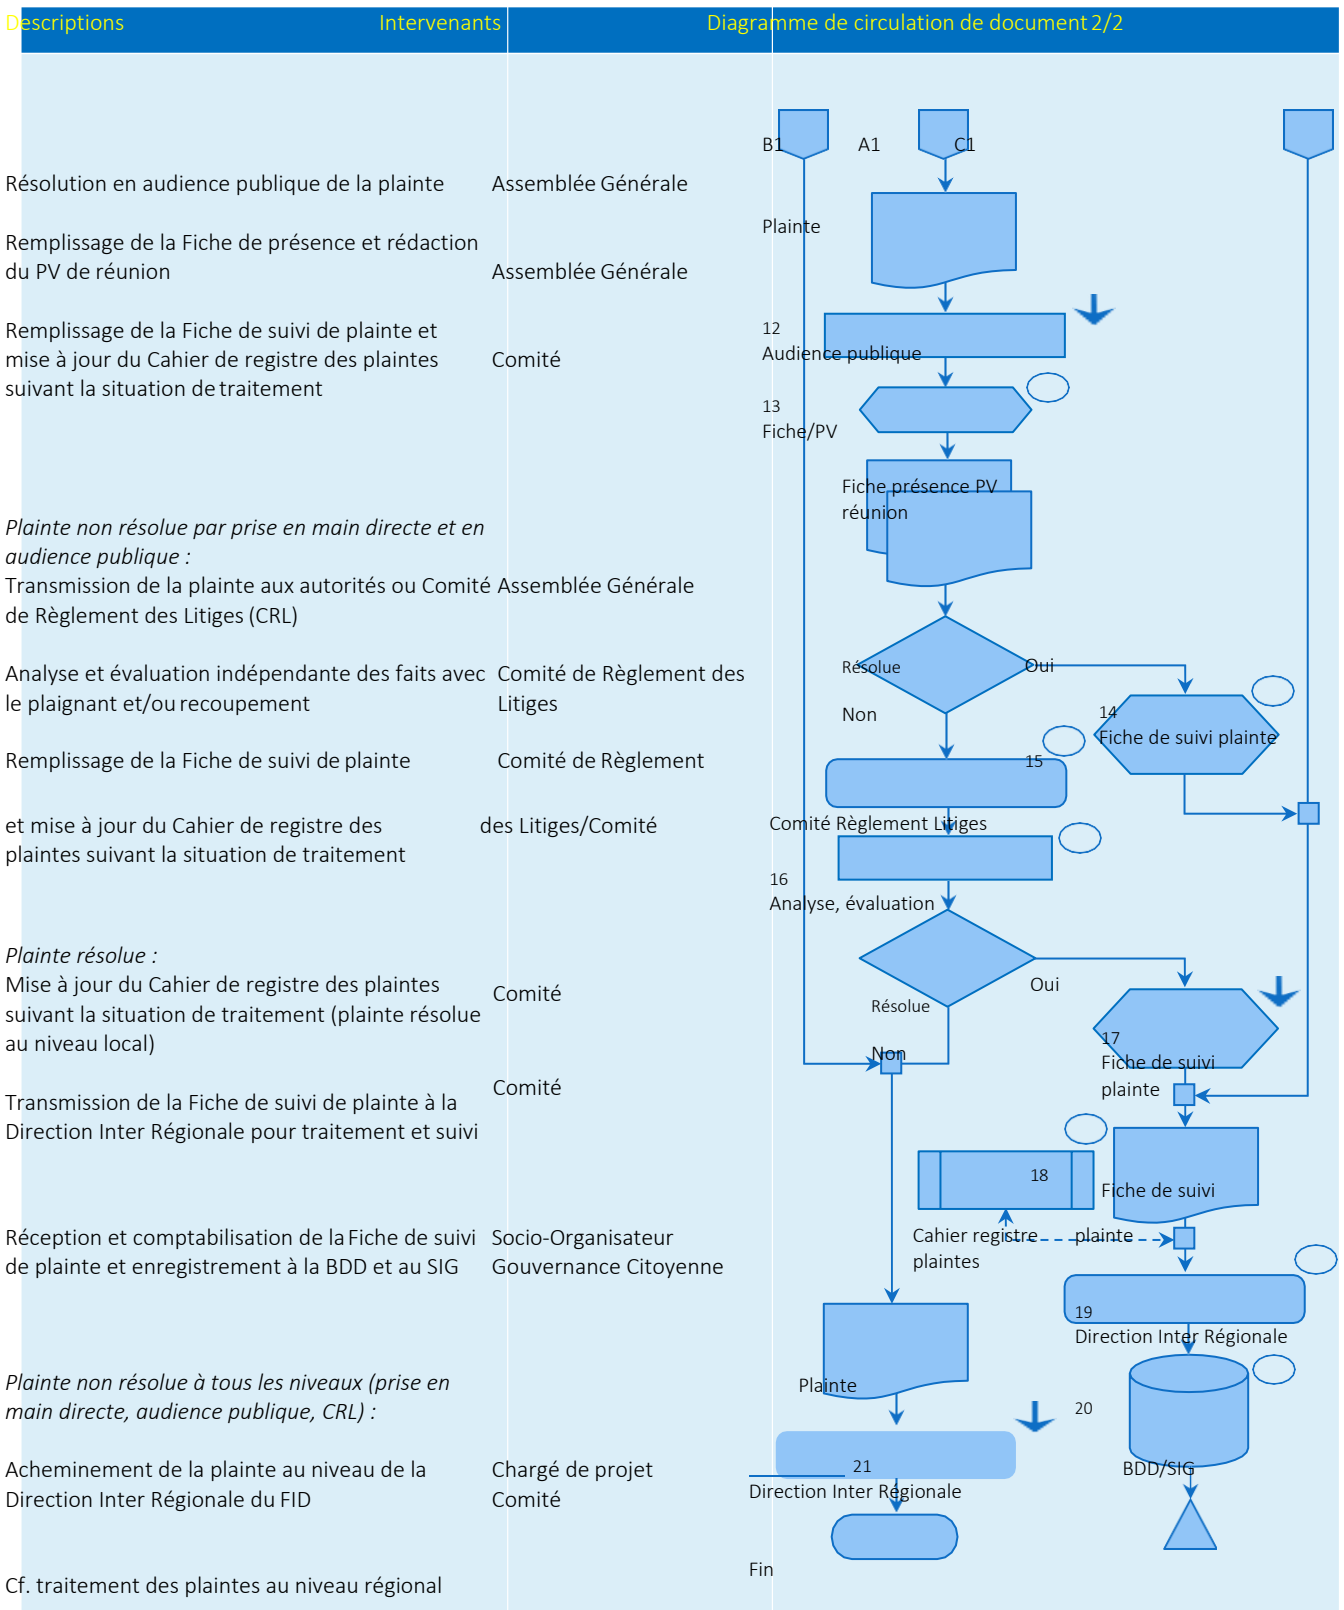 Descriptions Intervenants Diagramme de circulation de document 2/2
B1 A1 C1
Résolution en audience publique de la plainte Assemblée Générale
Plainte
Remplissage de la Fiche de présence et rédaction
du PV de réunion Assemblée Générale
Remplissage de la Fiche de suivi de plainte et
mise à jour du Cahier de registre des plaintes Comité
suivant la situation de traitement
12
Audience publique
13
Fiche/PV
Fiche présence PV
réunion
Plainte non résolue par prise en main directe et en
audience publique :
Transmission de la plainte aux autorités ou Comité Assemblée Générale
de Règlement des Litiges (CRL)
Analyse et évaluation indépendante des faits avec Comité de Règlement des
le plaignant et/ou recoupement Litiges
Résolue Oui
Non
14
Fiche de suivi plainte
Remplissage de la Fiche de suivi de plainte Comité de Règlement
15
et mise à jour du Cahier de registre des des Litiges/Comité
plaintes suivant la situation de traitement
Comité Règlement Litiges
16
Analyse, évaluation
Plainte résolue :
Mise à jour du Cahier de registre des plaintes
suivant la situation de traitement (plainte résolue Comité
au niveau local)
Oui
Résolue
Non
17
Fiche de suivi
plainte
Comité
Transmission de la Fiche de suivi de plainte à la
Direction Inter Régionale pour traitement et suivi
18
Fiche de suivi
Cahier registre plainte
plaintes
Réception et comptabilisation de la Fiche de suivi Socio-Organisateur
de plainte et enregistrement à la BDD et au SIG Gouvernance Citoyenne
19
Direction Inter Régionale
Plainte non résolue à tous les niveaux (prise en
main directe, audience publique, CRL) :
Plainte
20
BDD/SIG
Acheminement de la plainte au niveau de la Chargé de projet
Direction Inter Régionale du FID Comité
21
Direction Inter Régionale
Fin
Cf. traitement des plaintes au niveau régional